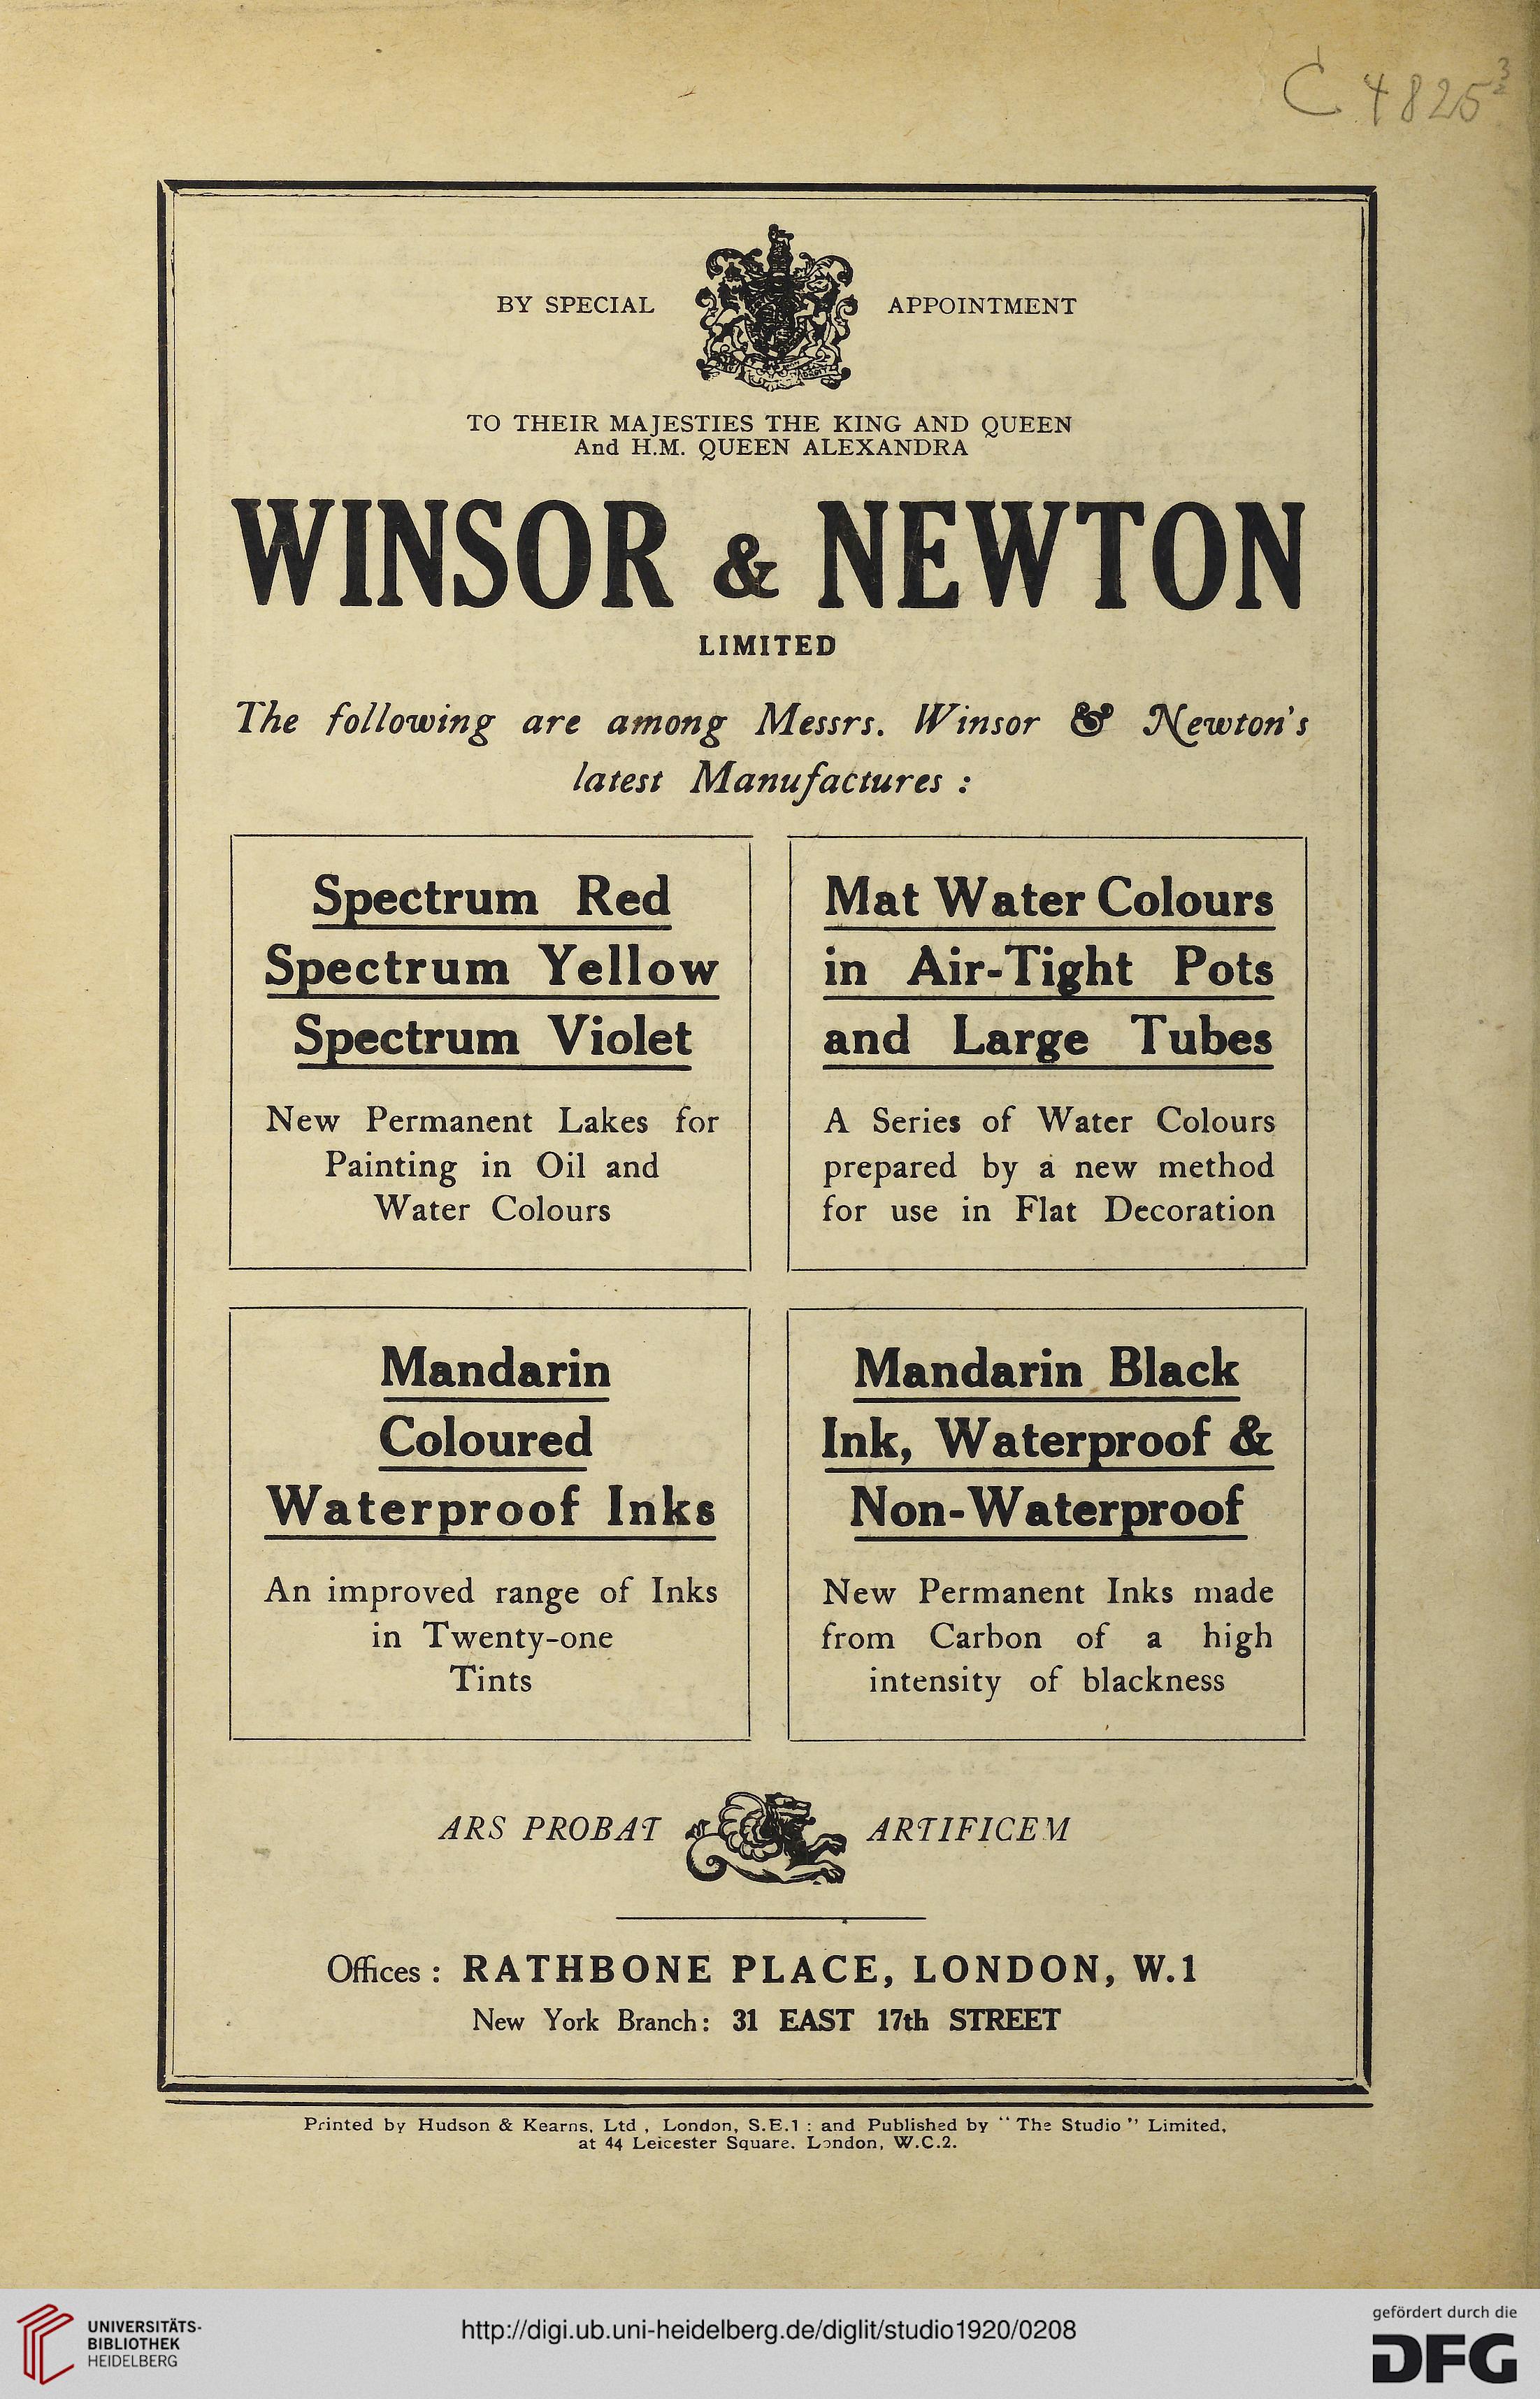 C 4825
BY SPECIAL APPOINTMENT
TO THEIR MAJESTIES THE KING AND QUEEN
And H.M. QUEEN ALEXANDRA
WINSOR & NEWTON
LIMITED
The following are among Messrs. Winsor & Newton's
latest Manufactures :
Spectrum Red
Spectrum Yellow
Spectrum Violet
New Permanent Lakes for
Painting in Oil and
Water Colours
Mat Water Colours
in Air-Tight Pots
and Large Tubes
A Series of Water Colours
prepared by a new method
for use in Flat Decoration
Mandarin
Coloured
Waterproof Inks
An improved range of Inks
in Twenty-one
Tints
Mandarin Black
Ink, Waterproof &
Non-Waterproof
New Permanent Inks made
from Carbon of a high
intensity of blackness
ARS PROBAT ARTIFICEM
Offices : RATHBONE PLACE, LONDON, W.1
New York Branch: 31 EAST 17th STREET
Printed by Hudson & Kearns, Ltd , London, S.E.1 : and Published by "The Studio" Limited,
at 44 Leicester Square. London, W.C.2.
UNIVERSITÄTS-
BIBLIOTHEK
HEIDELBERG
http://digi.ub.uni-heidelberg.de/diglit/studio1920/0208
gefördert durch die
DFG